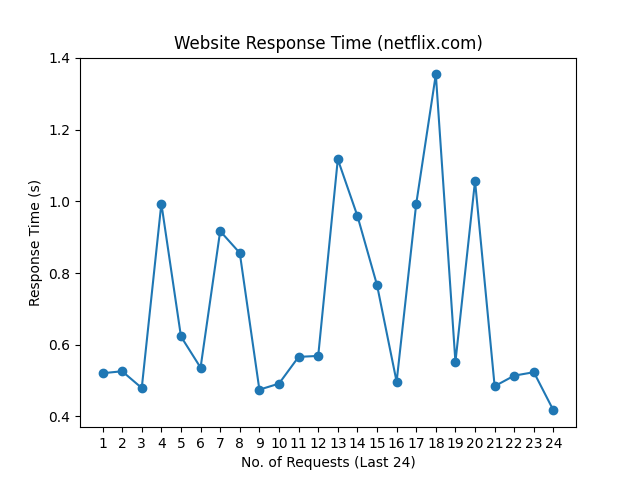 Website Response Time (netflix.com)
1.4
1.2
1.0
0.8
0.6
0.4
Response Time (s)
1 2 3 4 5 6 7 8 9 10 11 12 13 14 15 16 17 18 19 20 21 22 23 24
No. of Requests (Last 24)